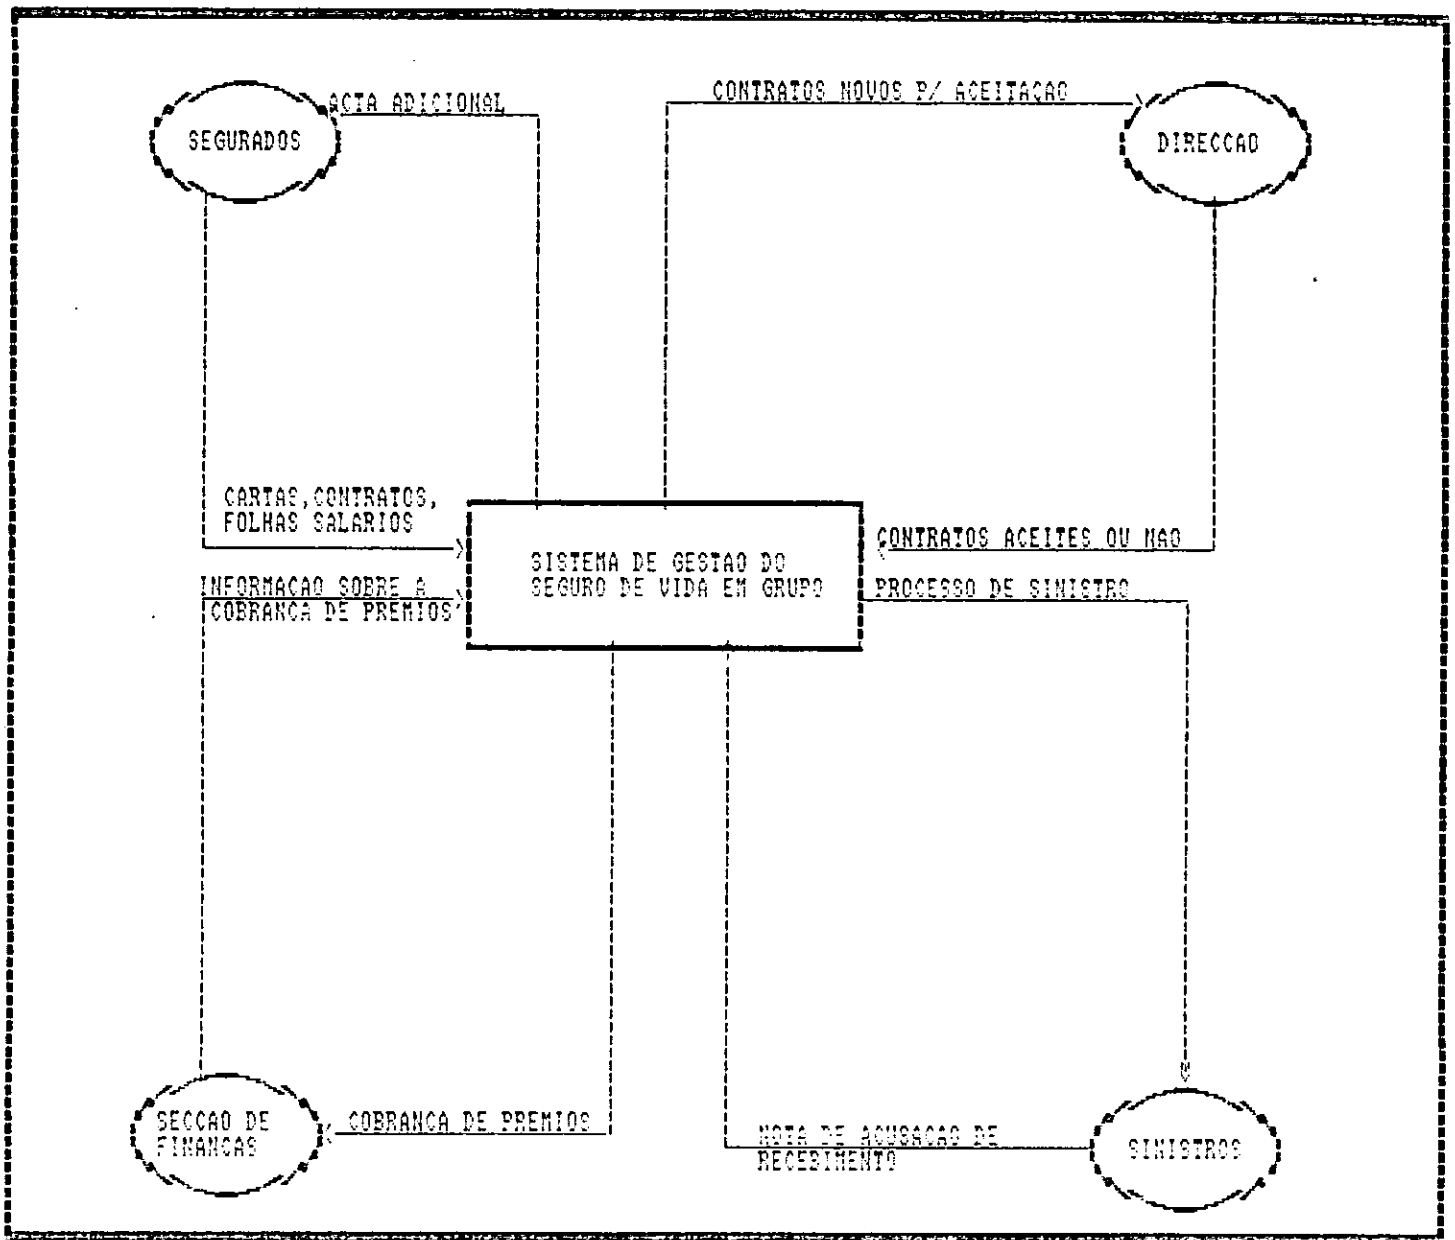 ACTA ADICIONAL
CONTRATOS NOVOS P/ ACEITAÇAO
SEGURADOS
DIRECCAO
CARTAS,CONTRATOS,
FOLHAS SALARIOS
CONTRATOS ACEITES OU NAO
SISTEMA DE GESTAO DO
SEGURO DE VIDA EM GRUPO
INFORMACAO SOBRE A
COBRANCA DE PREMIOS
PROCESSO DE SINISTRO
SECCAO DE
FINANCAS
COBRANCA DE PREMIOS
NOTA DE ACUSACAO DE
RECEBIMENTO
SINISTROS